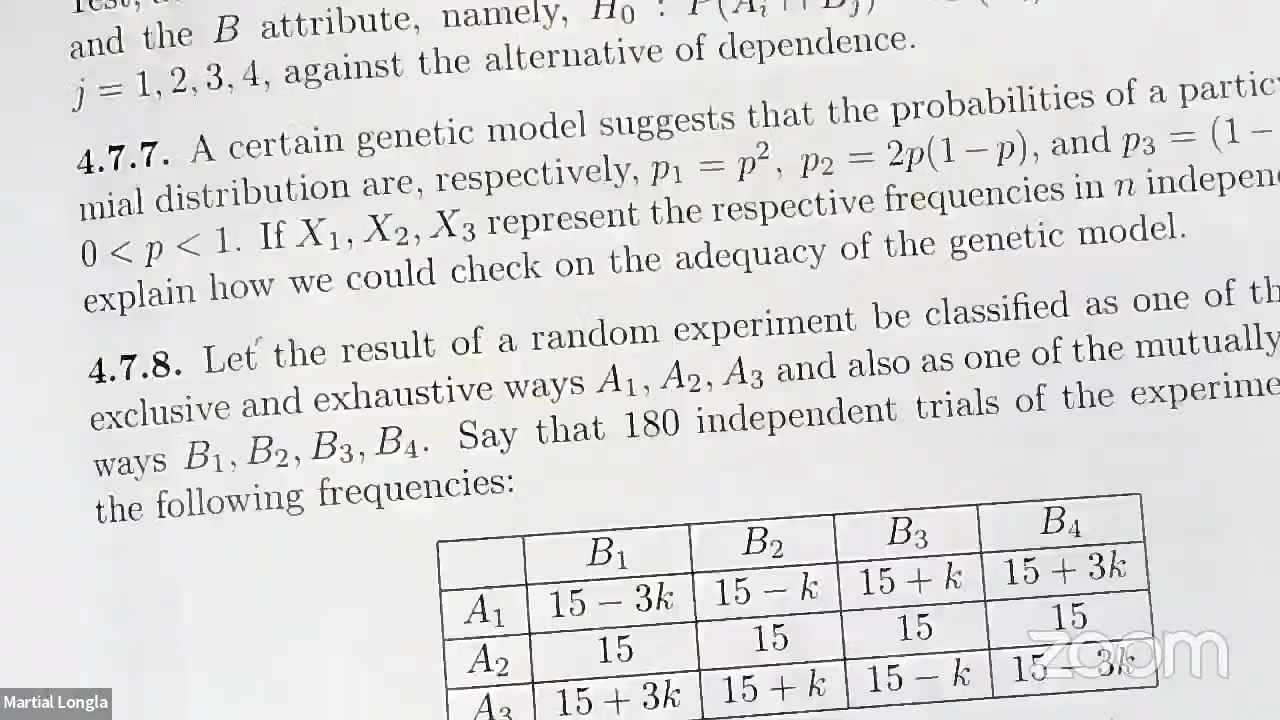 and the B attribute, namely, H₀ :
j = 1, 2, 3, 4, against the alternative of dependence.
4.7.7. A certain genetic model suggests that the probabilities of a
mial distribution are, respectively, p₁ = p², p₂ = 2p(1 − p), and p₃ = (1 −
0 < p < 1. If X₁, X₂, X₃ represent the respective frequencies in n
explain how we could check on the adequacy of the genetic model.
4.7.8. Let the result of a random experiment be classified as one of
exclusive and exhaustive ways A₁, A₂, A₃ and also as one of the mutually
ways B₁, B₂, B₃, B₄. Say that 180 independent trials of the
the following frequencies:
B₁ B₂ B₃ B₄
A₁ 15 − 3k 15 − k 15 + k 15 + 3k
A₂ 15 15 15 15
A₃ 15 + 3k 15 + k 15 − k 15 − 3k
zoom
Martial Longla